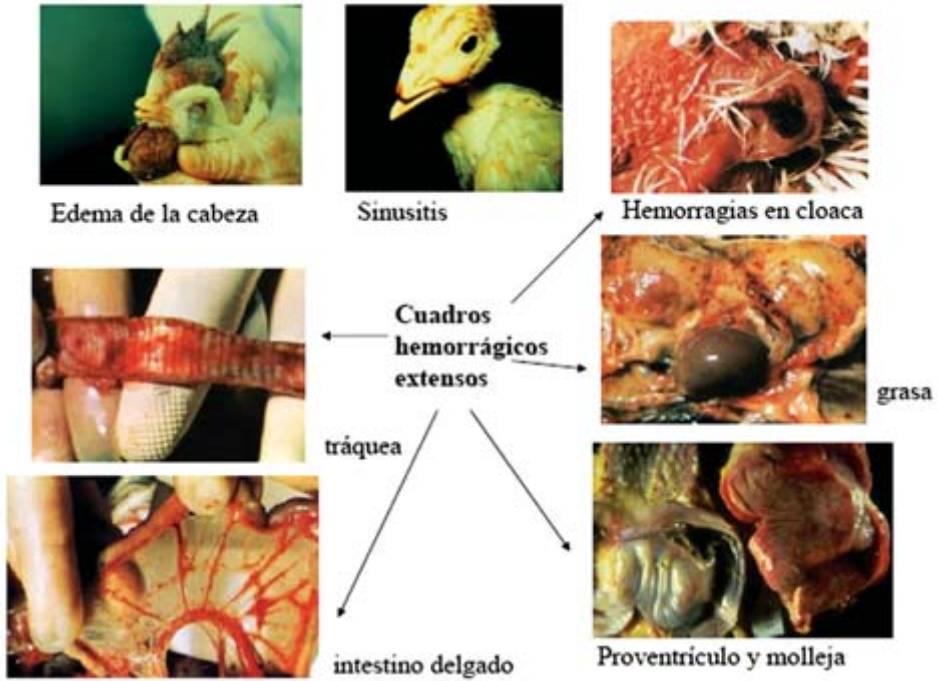 Edema de la cabeza
Sinusitis
Hemorragias en cloaca
Cuadros
hemorrágicos
extensos
grasa
tráquea
intestino delgado
Proventrículo y molleja